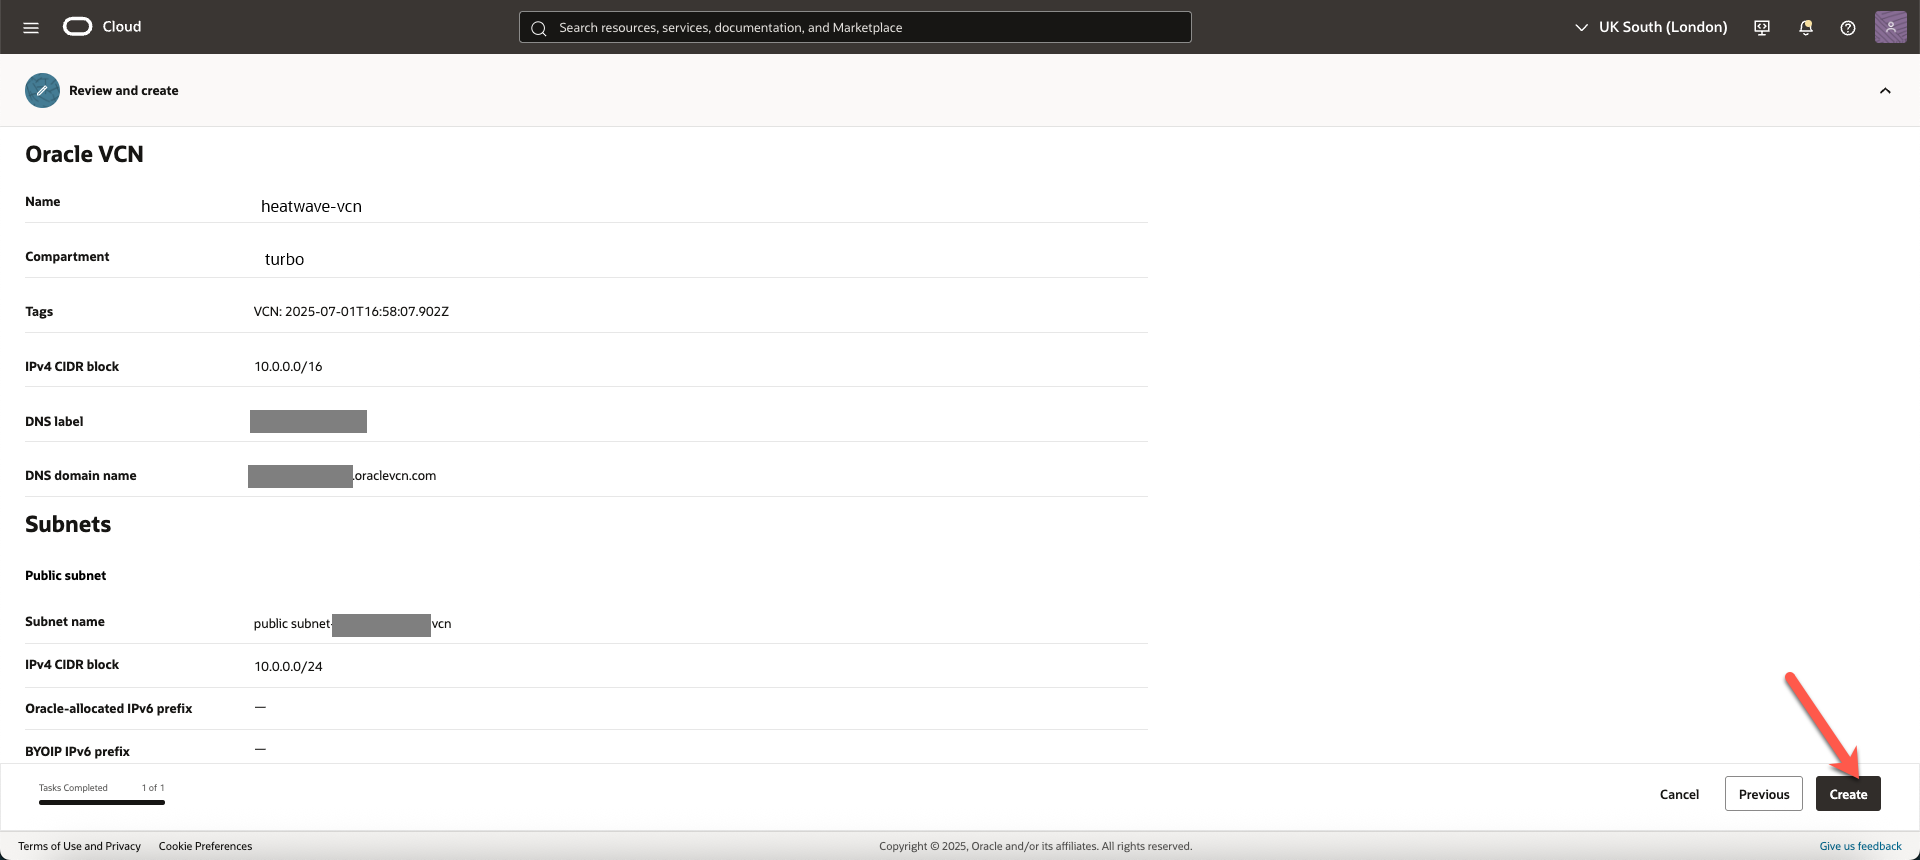 Cloud
Search resources, services, documentation, and Marketplace
UK South (London)
Review and create
Oracle VCN
Name heatwave-vcn
Compartment turbo
Tags VCN: 2025-07-01T16:58:07.902Z
IPv4 CIDR block 10.0.0.0/16
DNS label
DNS domain name .oraclevcn.com
Subnets
Public subnet
Subnet name public subnet- vcn
IPv4 CIDR block 10.0.0.0/24
Oracle-allocated IPv6 prefix —
BYOIP IPv6 prefix —
Tasks Completed 1 of 1
Cancel Previous Create
Terms of Use and Privacy Cookie Preferences Copyright © 2025, Oracle and/or its affiliates. All rights reserved. Give us feedback